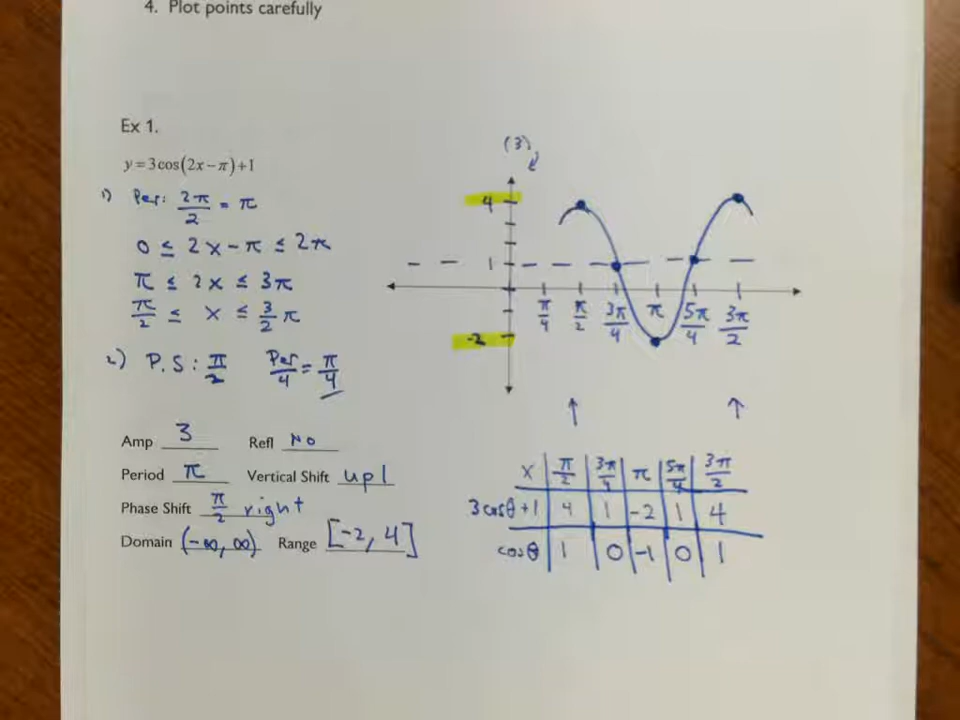 4. Plot points carefully
Ex 1.
y=3cos(2x−π)+1
1) Per: 2π/2 = π
0 ≤ 2x − π ≤ 2π
π ≤ 2x ≤ 3π
π/2 ≤ x ≤ 3/2 π
2) P.S: π/2 Per/4 = π/4
Amp 3 Refl No
Period π Vertical Shift up 1
Phase Shift π/2 right
Domain (-∞, ∞) Range [-2, 4]
(3)
4
1
π/4 π/2 3π/4 π 5π/4 3π/2
-2
x π/2 3π/4 π 5π/4 3π/2
3cosθ+1 4 1 -2 1 4
cosθ 1 0 -1 0 1